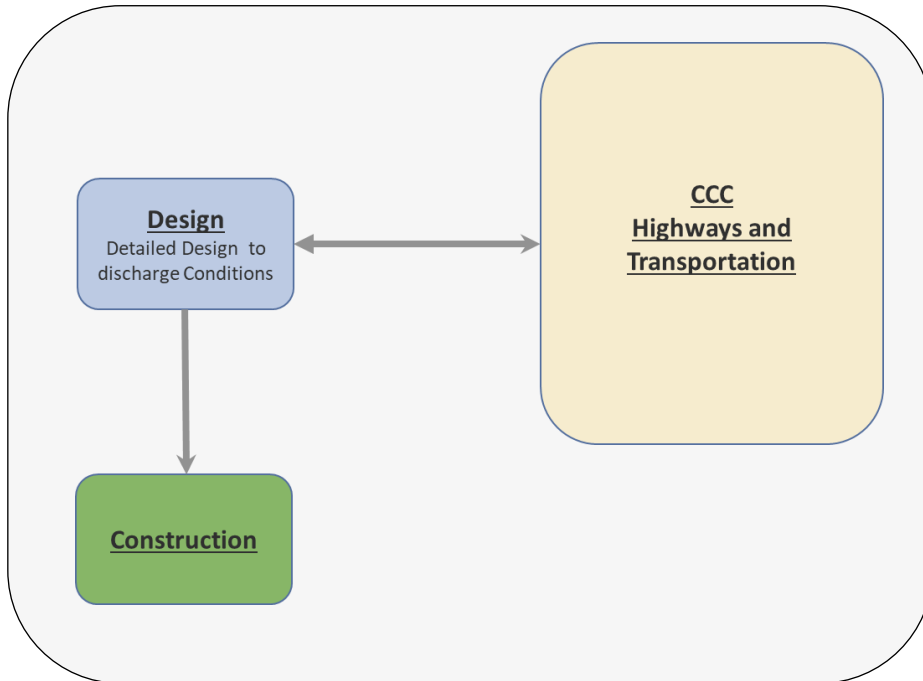 Design
Detailed Design to
discharge Conditions
CCC
Highways and
Transportation
Construction